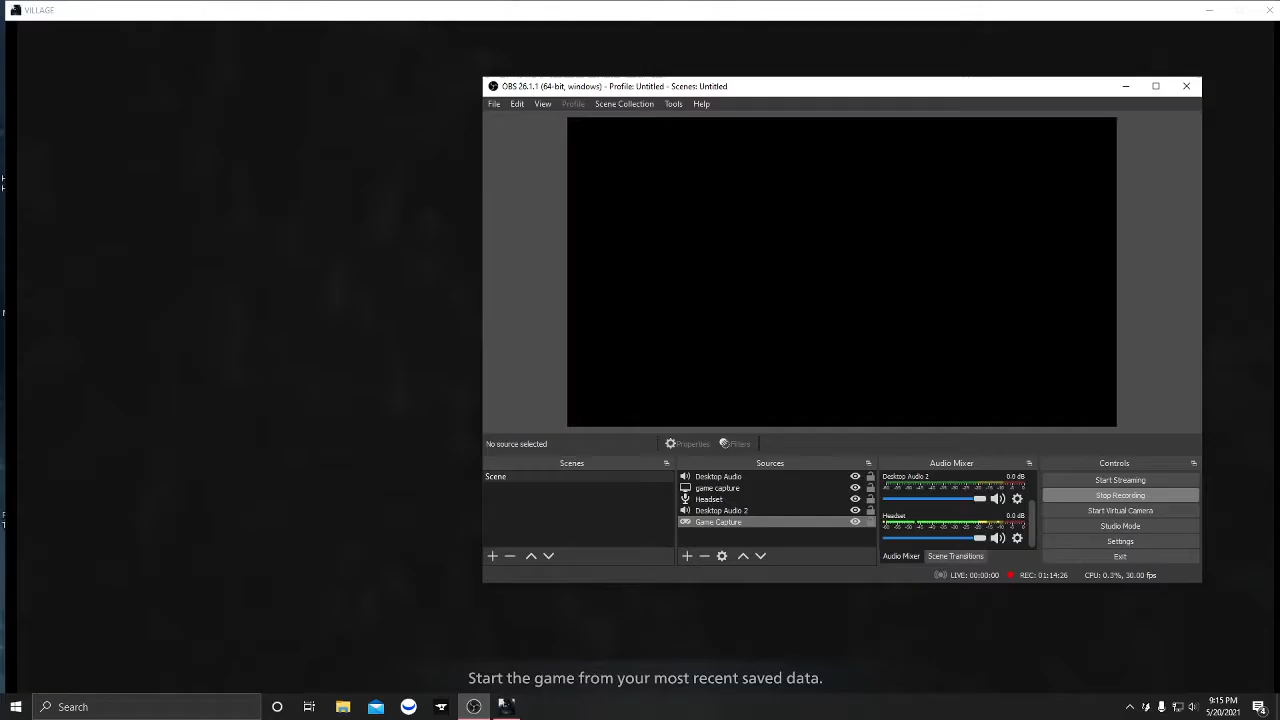 VILLAGE
OBS 26.1.1 (64-bit, windows) - Profile: Untitled - Scenes: Untitled
File Edit View Profile Scene Collection Tools Help
No source selected Properties Filters
Scenes Sources Audio Mixer Controls
Scene
Desktop Audio
game capture
Headset
Desktop Audio 2
Game Capture
Desktop Audio 2 0.0 dB
Headset 0.0 dB
Audio Mixer Scene Transitions
Start Streaming
Stop Recording
Start Virtual Camera
Studio Mode
Settings
Exit
LIVE: 00:00:00 REC: 01:14:26 CPU: 0.3%, 30.00 fps
Start the game from your most recent saved data.
Search
9:15 PM
5/20/2021
4